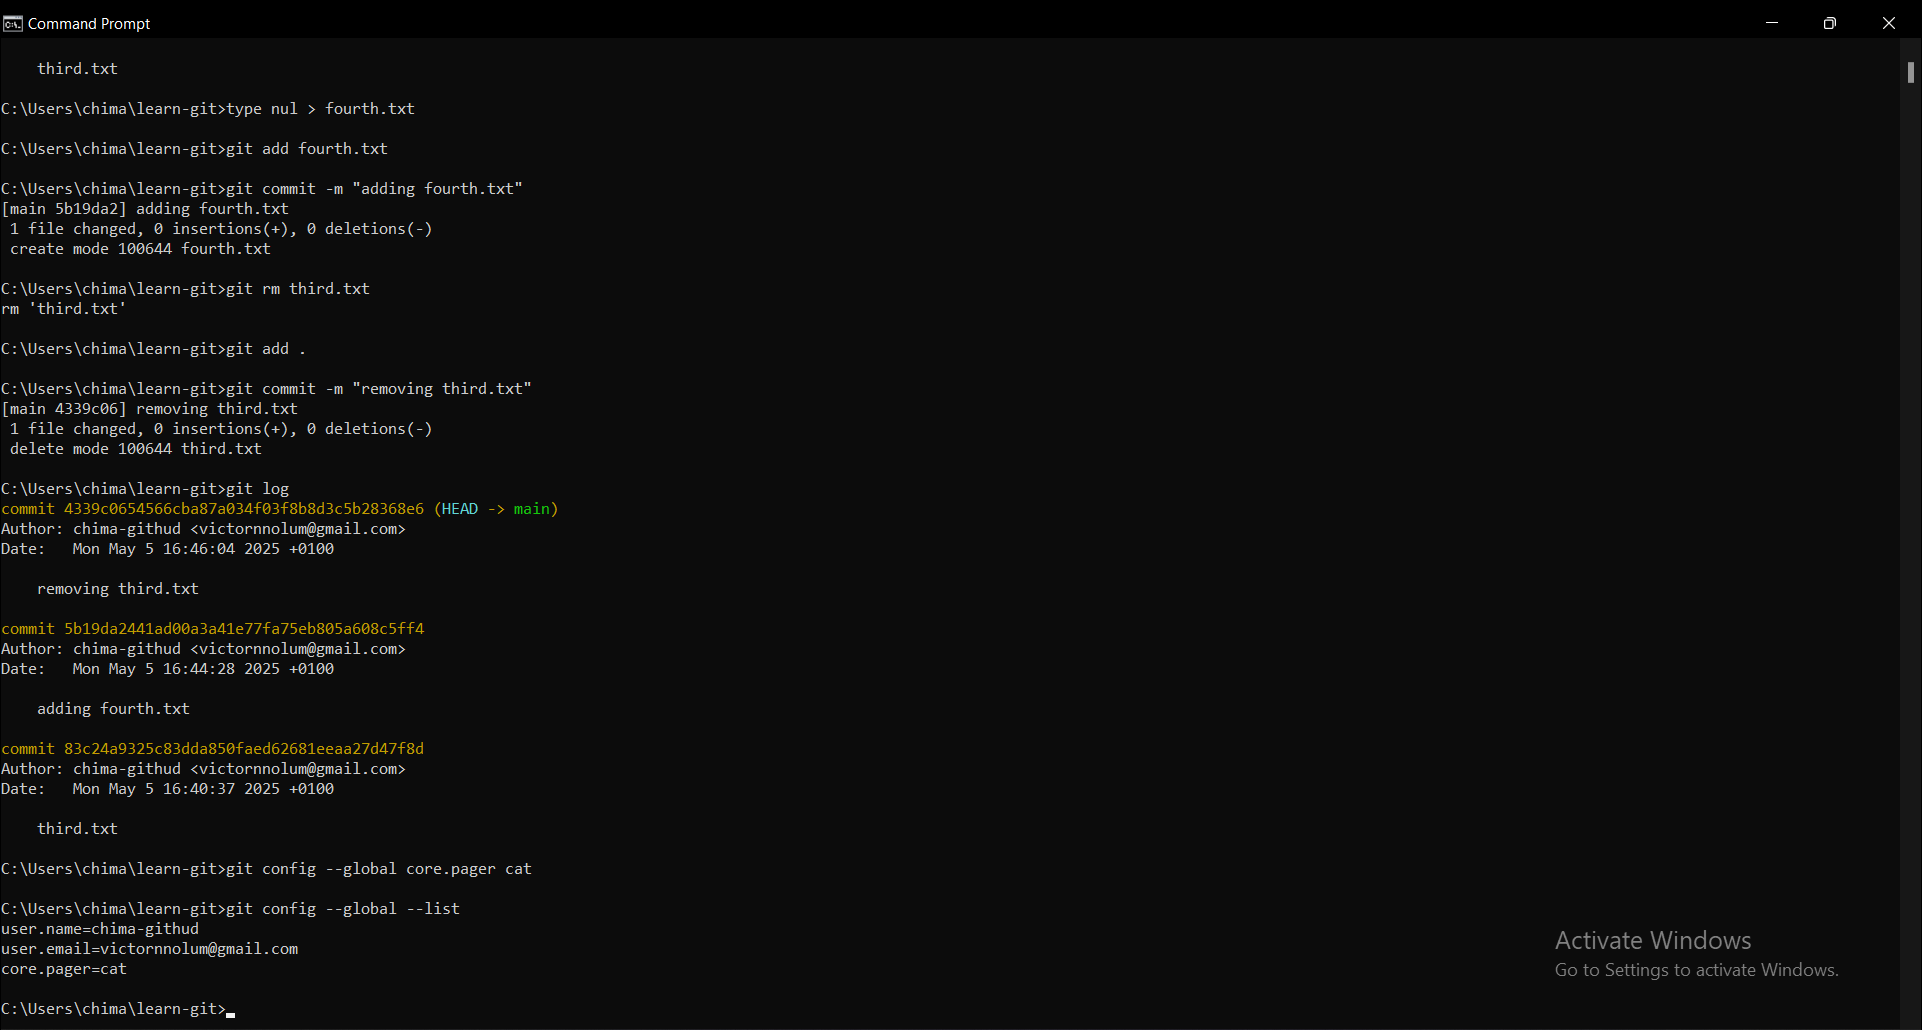 Command Prompt
third.txt
C:\Users\chima\learn-git>type nul > fourth.txt
C:\Users\chima\learn-git>git add fourth.txt
C:\Users\chima\learn-git>git commit -m "adding fourth.txt"
[main 5b19da2] adding fourth.txt
1 file changed, 0 insertions(+), 0 deletions(-)
create mode 100644 fourth.txt
C:\Users\chima\learn-git>git rm third.txt
rm 'third.txt'
C:\Users\chima\learn-git>git add .
C:\Users\chima\learn-git>git commit -m "removing third.txt"
[main 4339c06] removing third.txt
1 file changed, 0 insertions(+), 0 deletions(-)
delete mode 100644 third.txt
C:\Users\chima\learn-git>git log
commit 4339c0654566cba87a034f03f8b8d3c5b28368e6 (HEAD -> main)
Author: chima-githud <victornnolum@gmail.com>
Date:   Mon May 5 16:46:04 2025 +0100
removing third.txt
commit 5b19da2441ad00a3a41e77fa75eb805a608c5ff4
Author: chima-githud <victornnolum@gmail.com>
Date:   Mon May 5 16:44:28 2025 +0100
adding fourth.txt
commit 83c24a9325c83dda850faed62681eeaa27d47f8d
Author: chima-githud <victornnolum@gmail.com>
Date:   Mon May 5 16:40:37 2025 +0100
third.txt
C:\Users\chima\learn-git>git config --global core.pager cat
C:\Users\chima\learn-git>git config --global --list
user.name=chima-githud
user.email=victornnolum@gmail.com
core.pager=cat
C:\Users\chima\learn-git>
Activate Windows
Go to Settings to activate Windows.